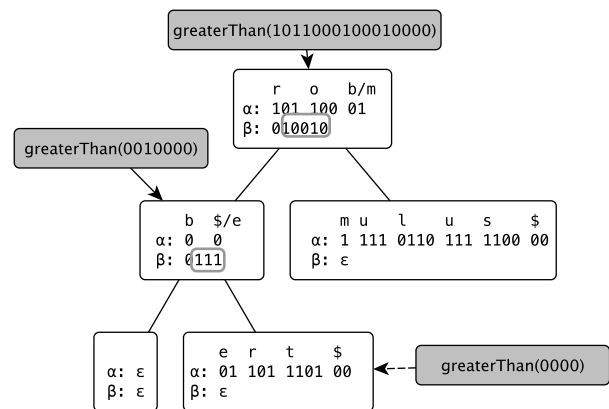 greaterThan(1011000100010000)
r o b/m
α: 101 100 01
β: 010010
greaterThan(0010000)
b $/e
α: 0 0
β: 0111
m u l u s $
α: 1 111 0110 111 1100 00
β: ε
α: ε
β: ε
e r t $
α: 01 101 1101 00
β: ε
greaterThan(0000)